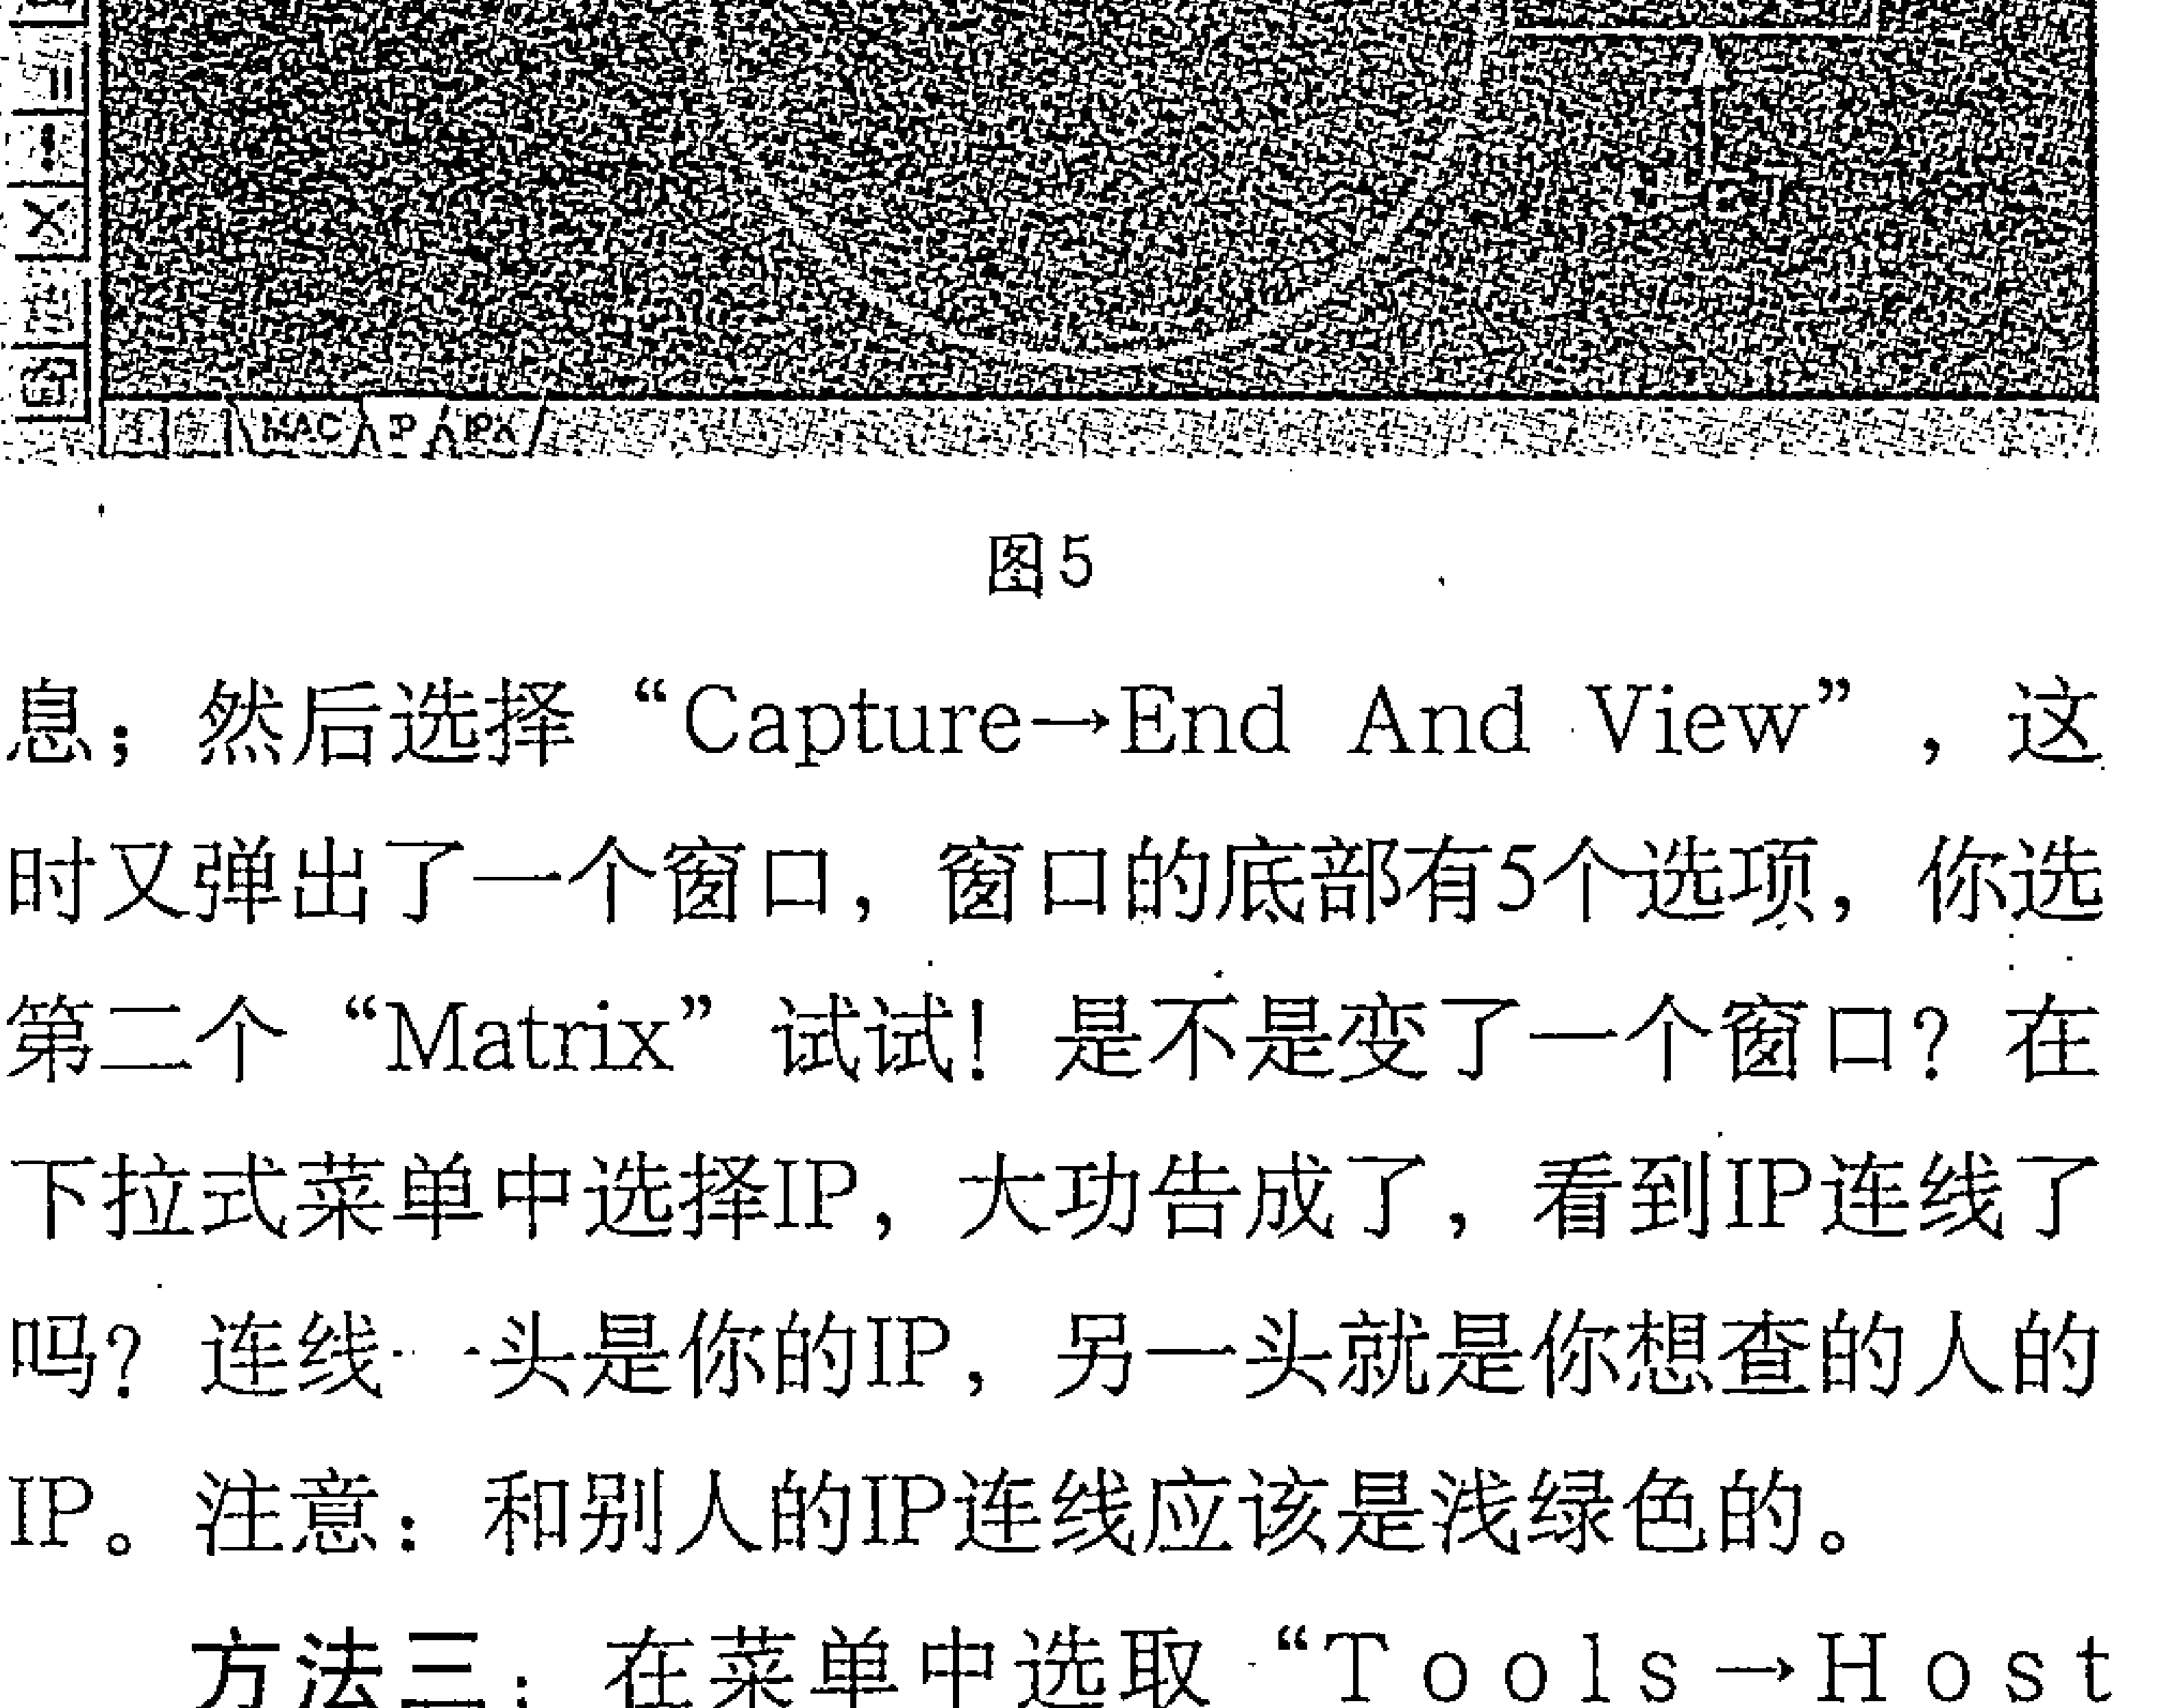 MAC IP IPX
图5
息；然后选择“Capture→End And View”，这
时又弹出了一个窗口，窗口的底部有5个选项，你选
第二个“Matrix”试试！是不是变了一个窗口？在
下拉式菜单中选择IP，大功告成了，看到IP连线了
吗？连线一头是你的IP，另一头就是你想查的人的
IP。注意：和别人的IP连线应该是浅绿色的。
方法三：在菜单中选取“Tools→Host